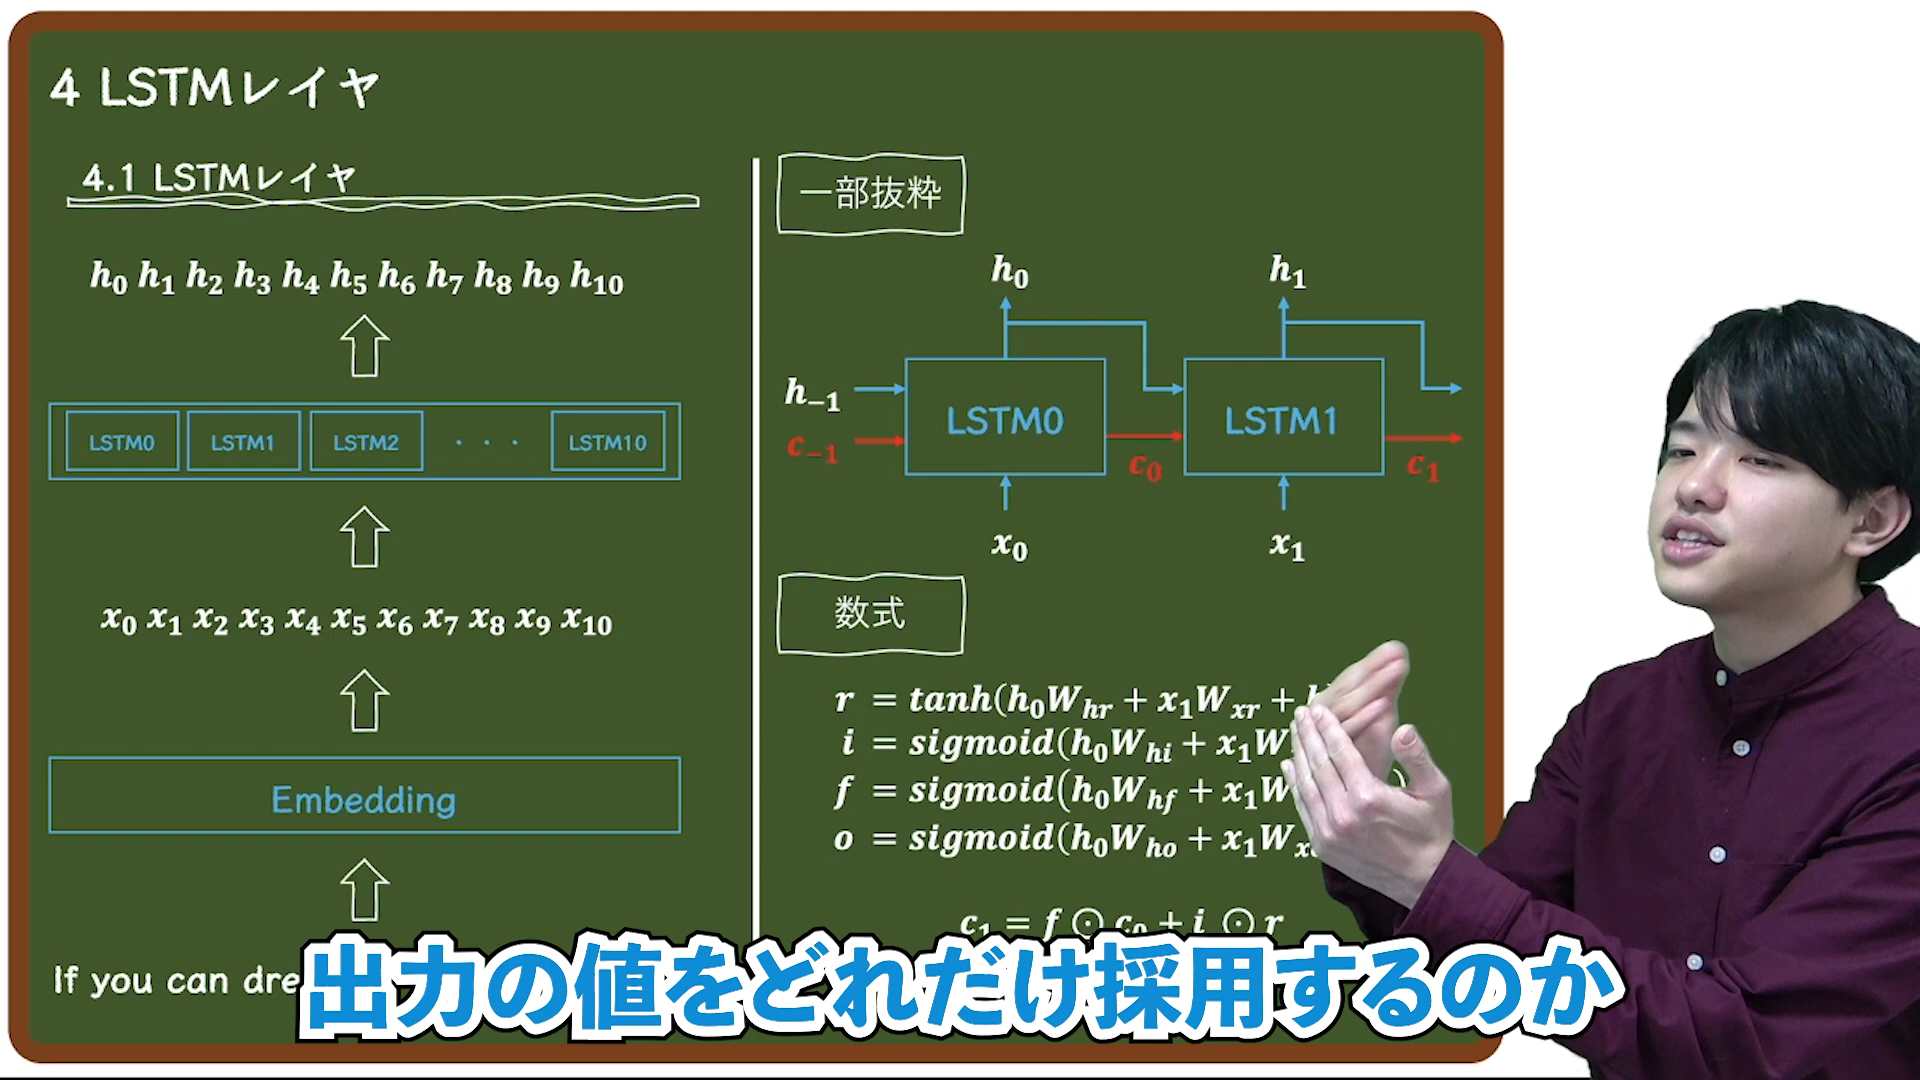 4 LSTMレイヤ
4.1 LSTMレイヤ
h0 h1 h2 h3 h4 h5 h6 h7 h8 h9 h10
LSTM0 LSTM1 LSTM2 ・・・ LSTM10
x0 x1 x2 x3 x4 x5 x6 x7 x8 x9 x10
Embedding
If you can dre
一部抜粋
h0 h1
h−1 LSTM0 LSTM1
c−1 c0 c1
x0 x1
数式
r = tanh(h0Whr + x1Wxr +
i = sigmoid(h0Whi + x1W
f = sigmoid(h0Whf + x1W )
o = sigmoid(h0Who + x1Wx
c1 = f ⊙ c0 + i ⊙ r
出力の値をどれだけ採用するのか